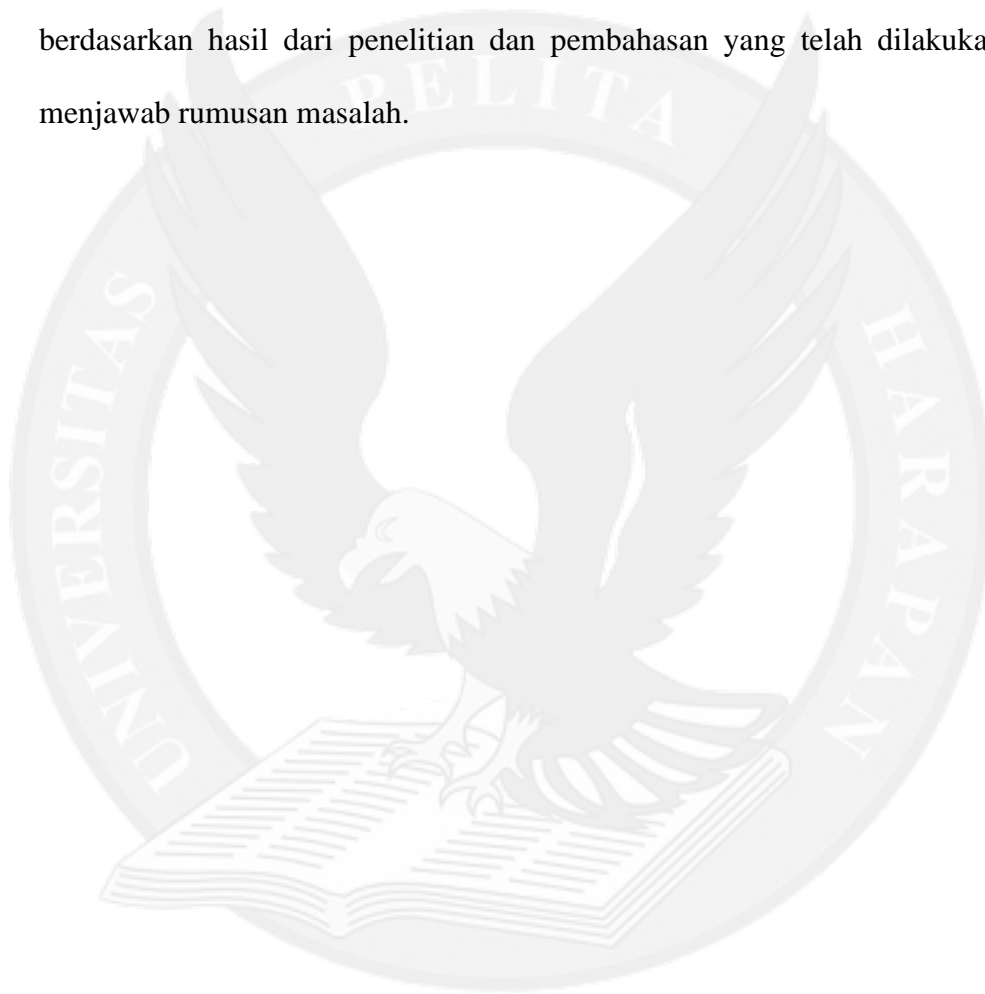 berdasarkan hasil dari penelitian dan pembahasan yang telah dilakuka
menjawab rumusan masalah.
UNIVERSITAS PELITA HARAPAN